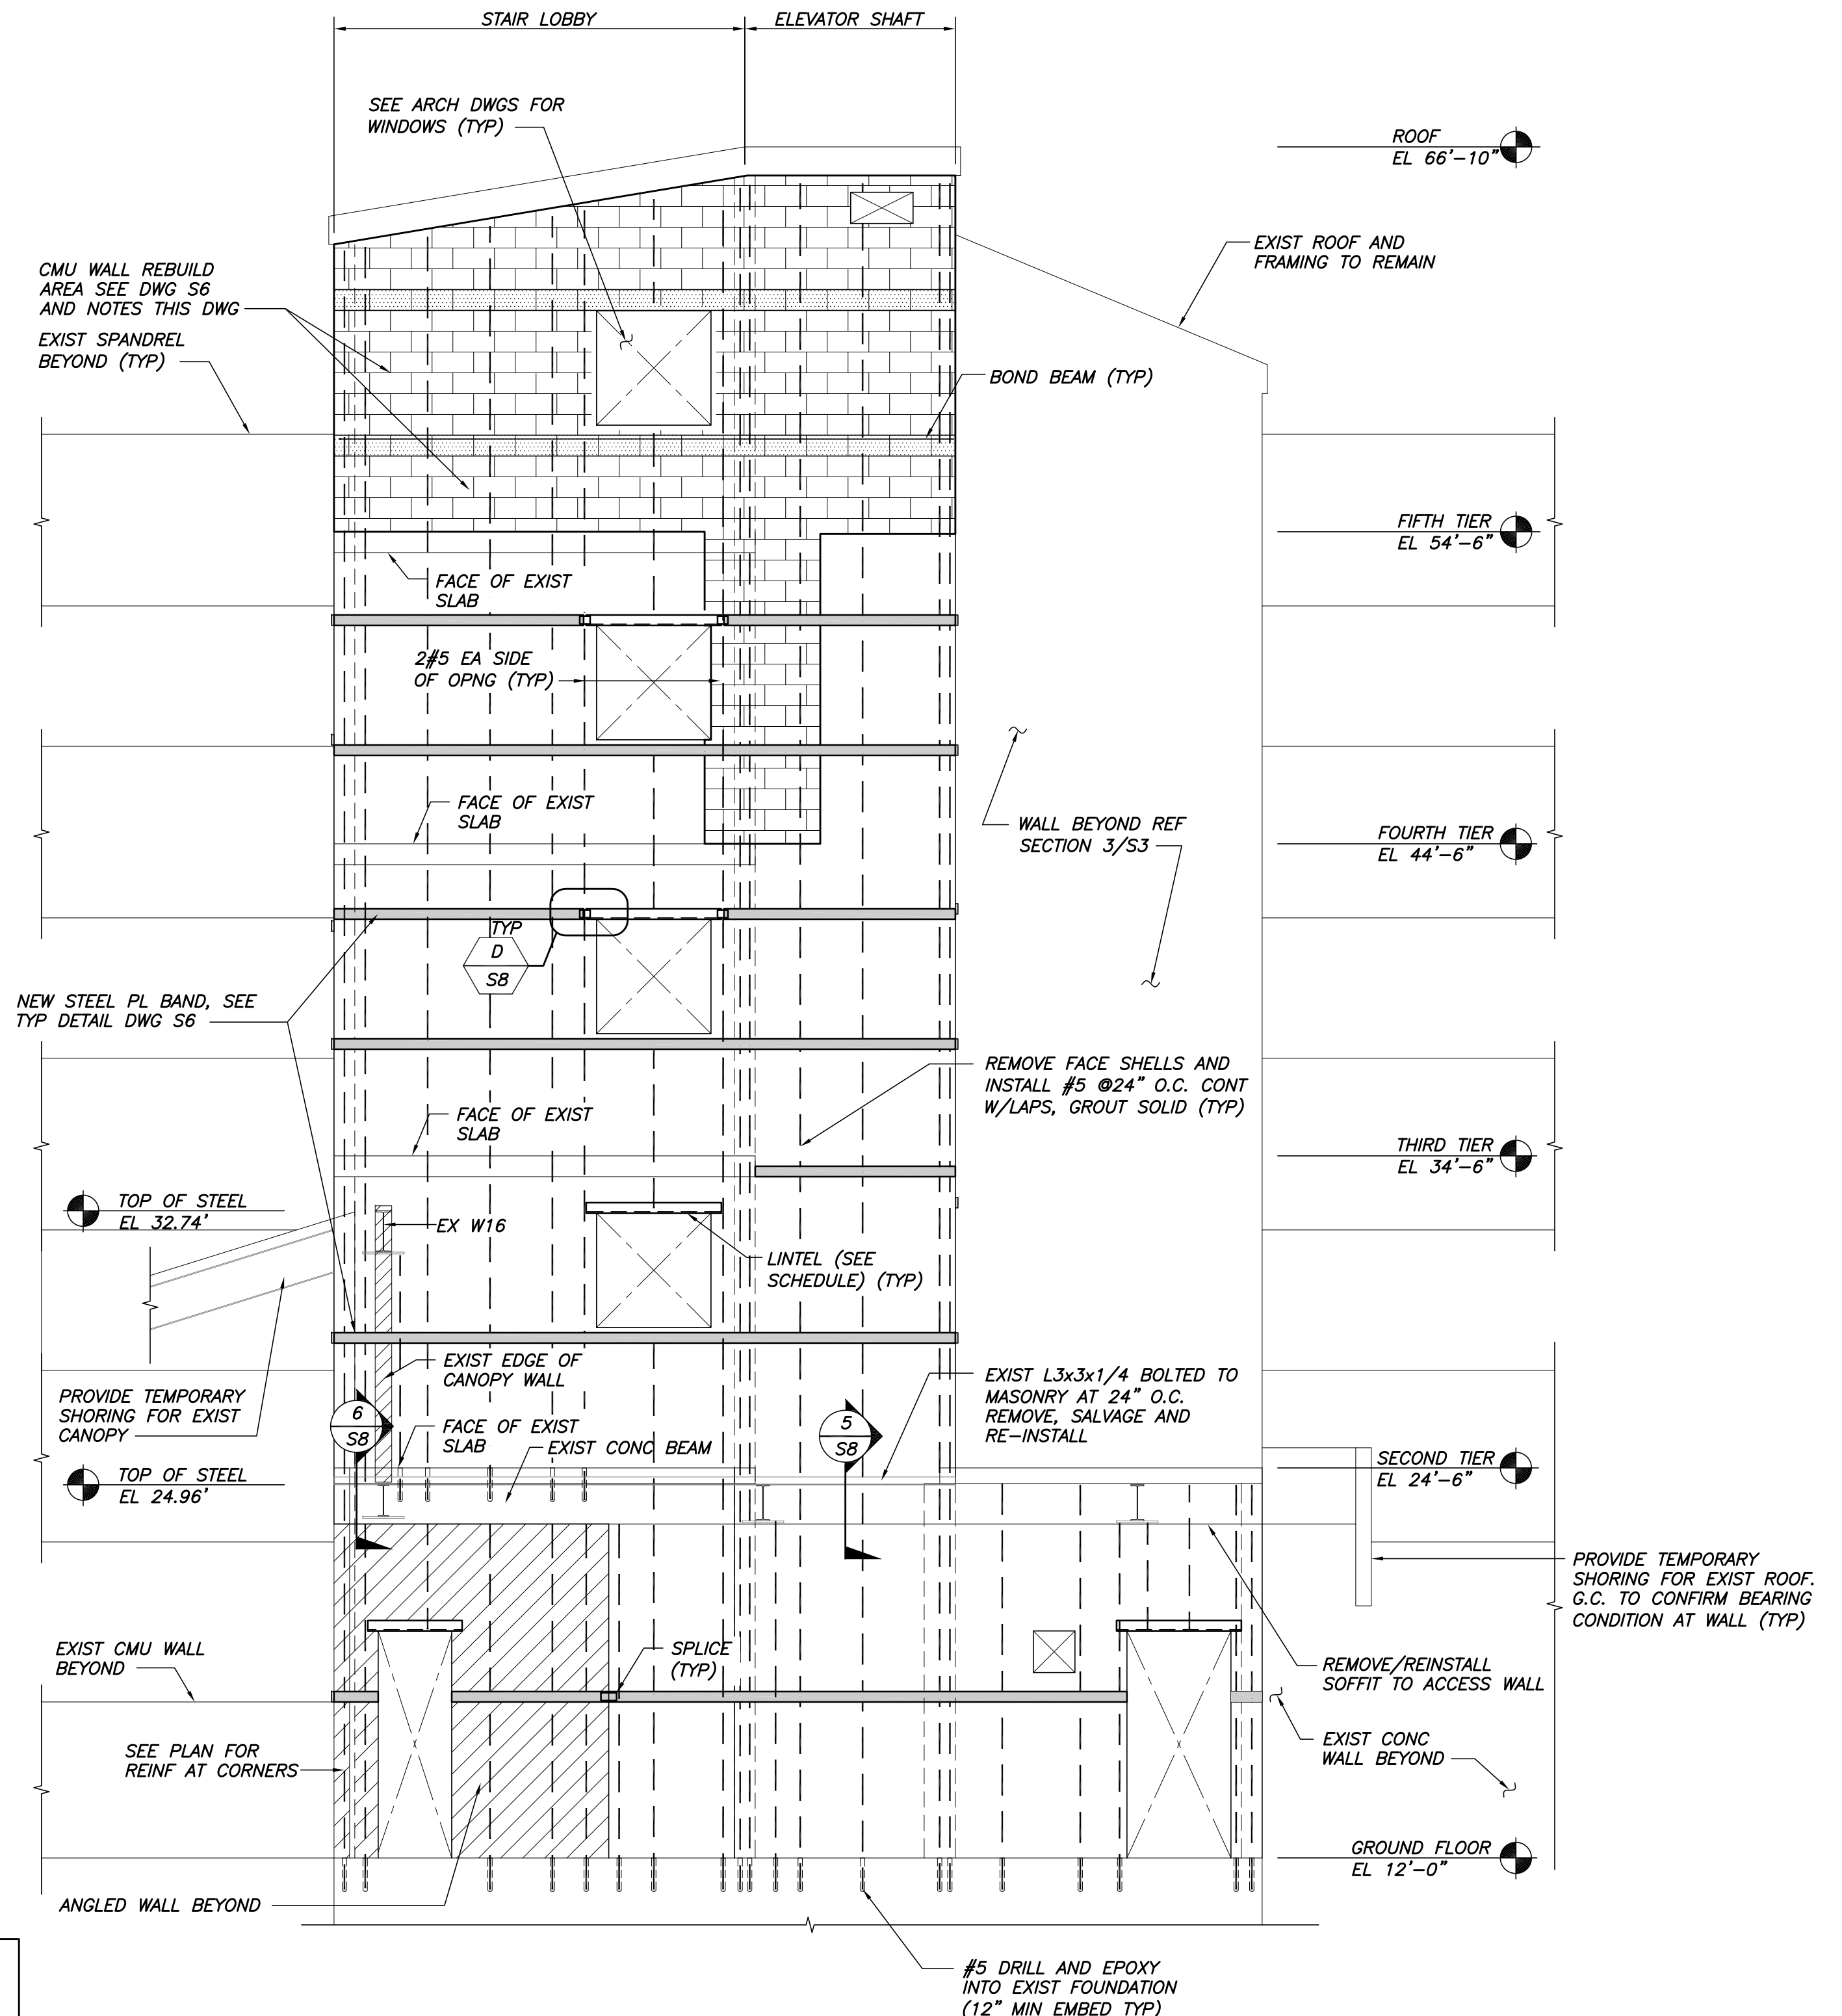 STAIR LOBBY
ELEVATOR SHAFT
SEE ARCH DWGS FOR
WINDOWS (TYP)
ROOF
EL 66'-10"
EXIST ROOF AND
FRAMING TO REMAIN
CMU WALL REBUILD
AREA SEE DWG S6
AND NOTES THIS DWG
EXIST SPANDREL
BEYOND (TYP)
BOND BEAM (TYP)
FIFTH TIER
EL 54'-6"
FACE OF EXIST
SLAB
2#5 EA SIDE
OF OPNG (TYP)
FACE OF EXIST
SLAB
WALL BEYOND REF
SECTION 3/S3
FOURTH TIER
EL 44'-6"
TYP
D
S8
NEW STEEL PL BAND, SEE
TYP DETAIL DWG S6
REMOVE FACE SHELLS AND
INSTALL #5 @24" O.C. CONT
W/LAPS, GROUT SOLID (TYP)
FACE OF EXIST
SLAB
THIRD TIER
EL 34'-6"
TOP OF STEEL
EL 32.74'
EX W16
LINTEL (SEE
SCHEDULE) (TYP)
EXIST EDGE OF
CANOPY WALL
EXIST L3x3x1/4 BOLTED TO
MASONRY AT 24" O.C.
REMOVE, SALVAGE AND
RE-INSTALL
PROVIDE TEMPORARY
SHORING FOR EXIST
CANOPY
6
S8
FACE OF EXIST
SLAB
EXIST CONC BEAM
5
S8
SECOND TIER
EL 24'-6"
TOP OF STEEL
EL 24.96'
PROVIDE TEMPORARY
SHORING FOR EXIST ROOF.
G.C. TO CONFIRM BEARING
CONDITION AT WALL (TYP)
EXIST CMU WALL
BEYOND
SPLICE
(TYP)
REMOVE/REINSTALL
SOFFIT TO ACCESS WALL
SEE PLAN FOR
REINF AT CORNERS
EXIST CONC
WALL BEYOND
GROUND FLOOR
EL 12'-0"
ANGLED WALL BEYOND
#5 DRILL AND EPOXY
INTO EXIST FOUNDATION
(12" MIN EMBED TYP)